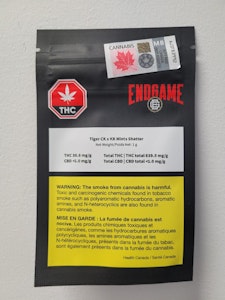 CANNABIS
MB
THC
ENDGAME
Tiger CK x KB Mints Shatter
Net Weight/Poids net : 1 g
THC 26.5 mg/g
Total THC | THC total 835.5 mg/g
CBD <1.0 mg/g
Total CBD | CBD total <1.0 mg/g
WARNING: The smoke from cannabis is harmful.
Toxic and carcinogenic chemicals found in tobacco
smoke such as polyaromatic hydrocarbons, aromatic
amines, and N-heterocyclics are also found in
cannabis smoke.
MISE EN GARDE : La fumée de cannabis est
nocive. Les produits chimiques toxiques et
cancérigènes, comme les hydrocarbures aromatiques
polycycliques, les amines aromatiques et les
N-hétérocycliques, présents dans la fumée du tabac,
sont également présents dans la fumée du cannabis.
Health Canada / Santé Canada